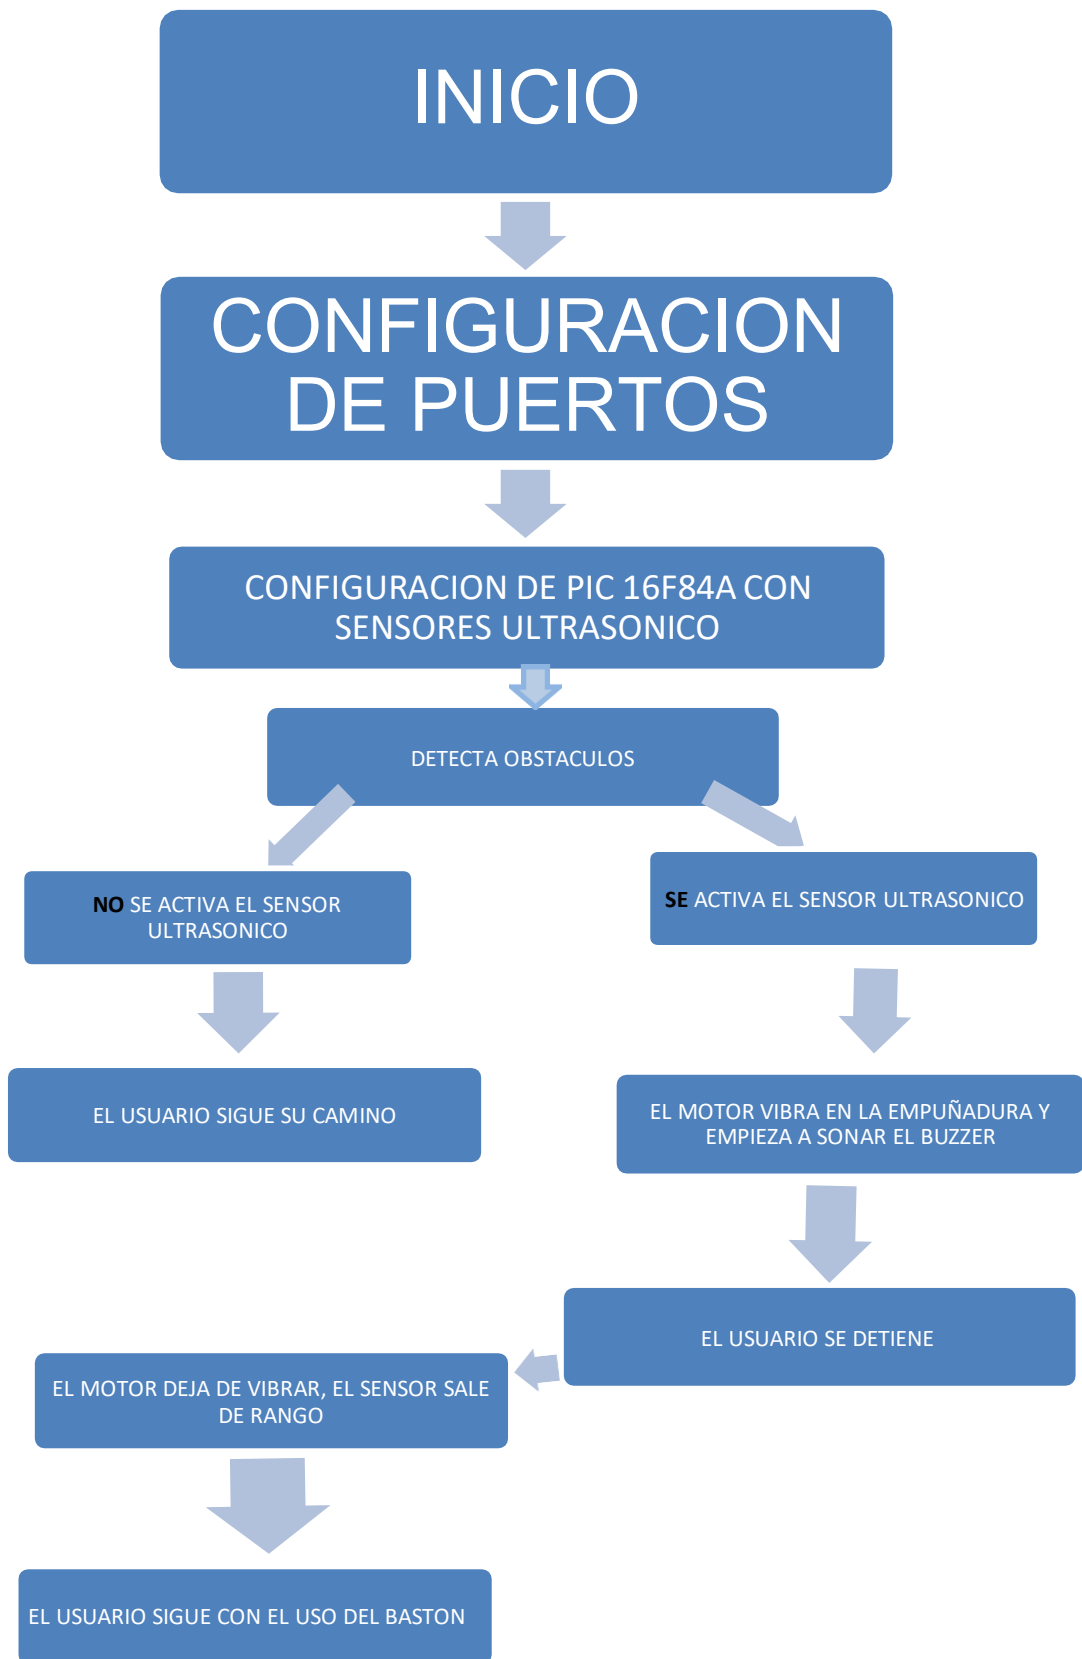 INICIO
CONFIGURACION
DE PUERTOS
CONFIGURACION DE PIC 16F84A CON
SENSORES ULTRASONICO
DETECTA OBSTACULOS
NO SE ACTIVA EL SENSOR
ULTRASONICO
SE ACTIVA EL SENSOR ULTRASONICO
EL USUARIO SIGUE SU CAMINO
EL MOTOR VIBRA EN LA EMPUÑADURA Y
EMPIEZA A SONAR EL BUZZER
EL USUARIO SE DETIENE
EL MOTOR DEJA DE VIBRAR, EL SENSOR SALE
DE RANGO
EL USUARIO SIGUE CON EL USO DEL BASTON